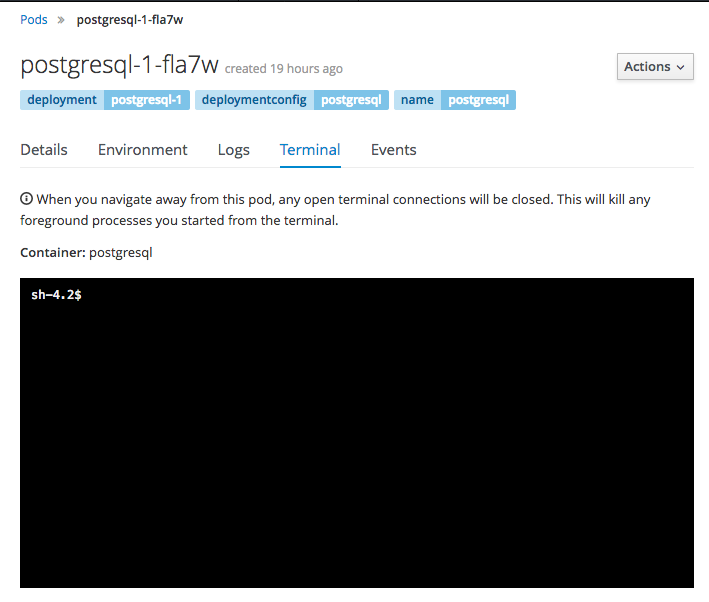 Pods » postgresql-1-fla7w
postgresql-1-fla7w created 19 hours ago
Actions
deployment postgresql-1 deploymentconfig postgresql name postgresql
Details Environment Logs Terminal Events
When you navigate away from this pod, any open terminal connections will be closed. This will kill any
foreground processes you started from the terminal.
Container: postgresql
sh-4.2$